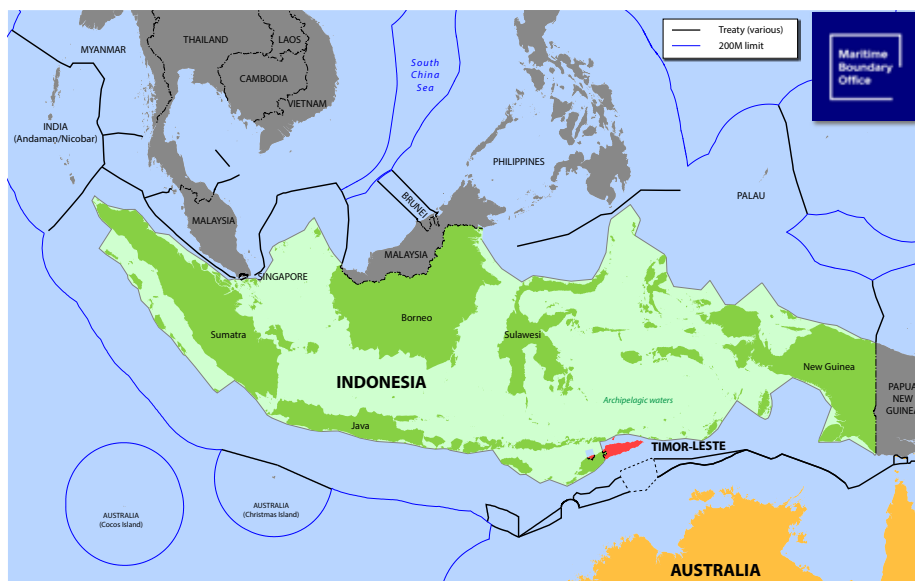 Treaty (various)
200M limit
Maritime
Boundary
Office
MYANMAR
THAILAND
LAOS
CAMBODIA
VIETNAM
South
China
Sea
INDIA
(Andaman/Nicobar)
PHILIPPINES
PALAU
BRUNEI
MALAYSIA
MALAYSIA
SINGAPORE
Sumatra
Borneo
Sulawesi
New Guinea
INDONESIA
PAPUA
NEW
GUINEA
Archipelagic waters
Java
TIMOR-LESTE
AUSTRALIA
(Cocos Island)
AUSTRALIA
(Christmas Island)
AUSTRALIA